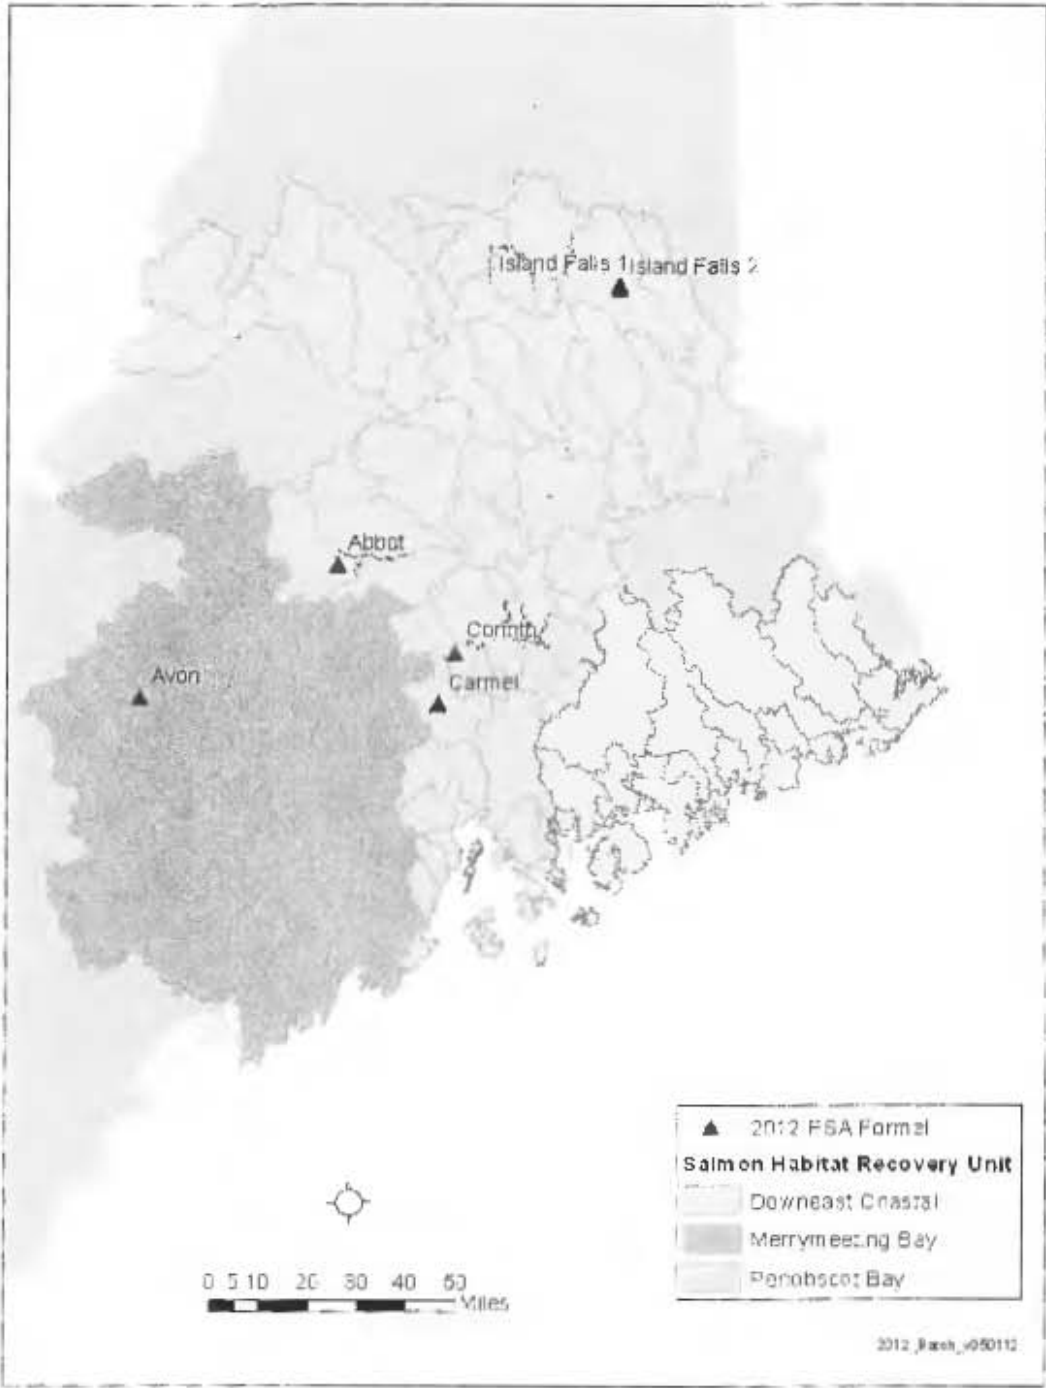 Island Falls 1 Island Falls 2
Abbot
Corinth
Avon
Carmel
2012 ESA Formal
Salmon Habitat Recovery Unit
Downeast Coastal
Merrymeeting Bay
Penobscot Bay
0 5 10 20 30 40 50
Miles